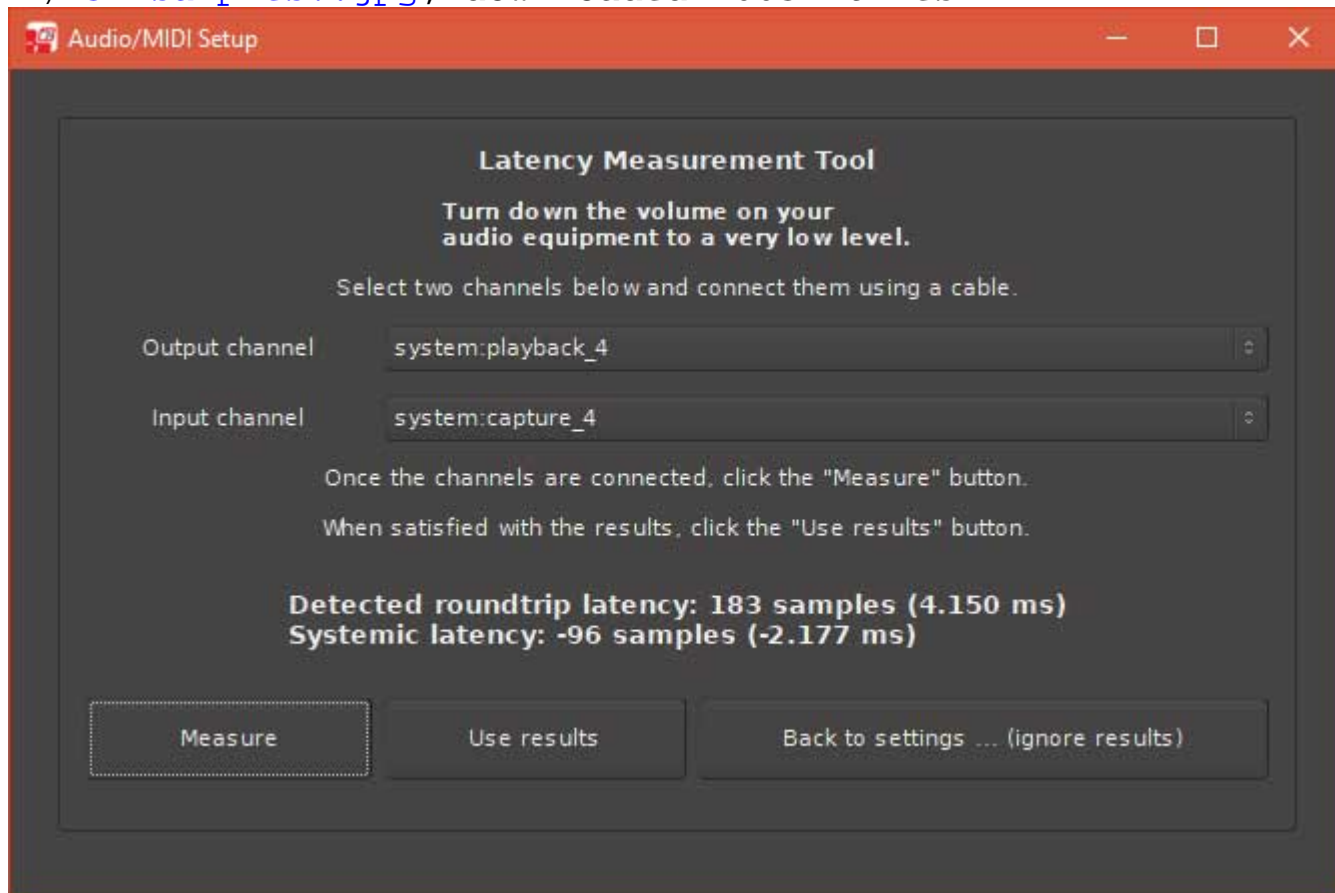 Audio/MIDI Setup
Latency Measurement Tool
Turn down the volume on your
audio equipment to a very low level.
Select two channels below and connect them using a cable.
Output channel system:playback_4
Input channel system:capture_4
Once the channels are connected, click the "Measure" button.
When satisfied with the results, click the "Use results" button.
Detected roundtrip latency: 183 samples (4.150 ms)
Systemic latency: -96 samples (-2.177 ms)
Measure Use results Back to settings ... (ignore results)